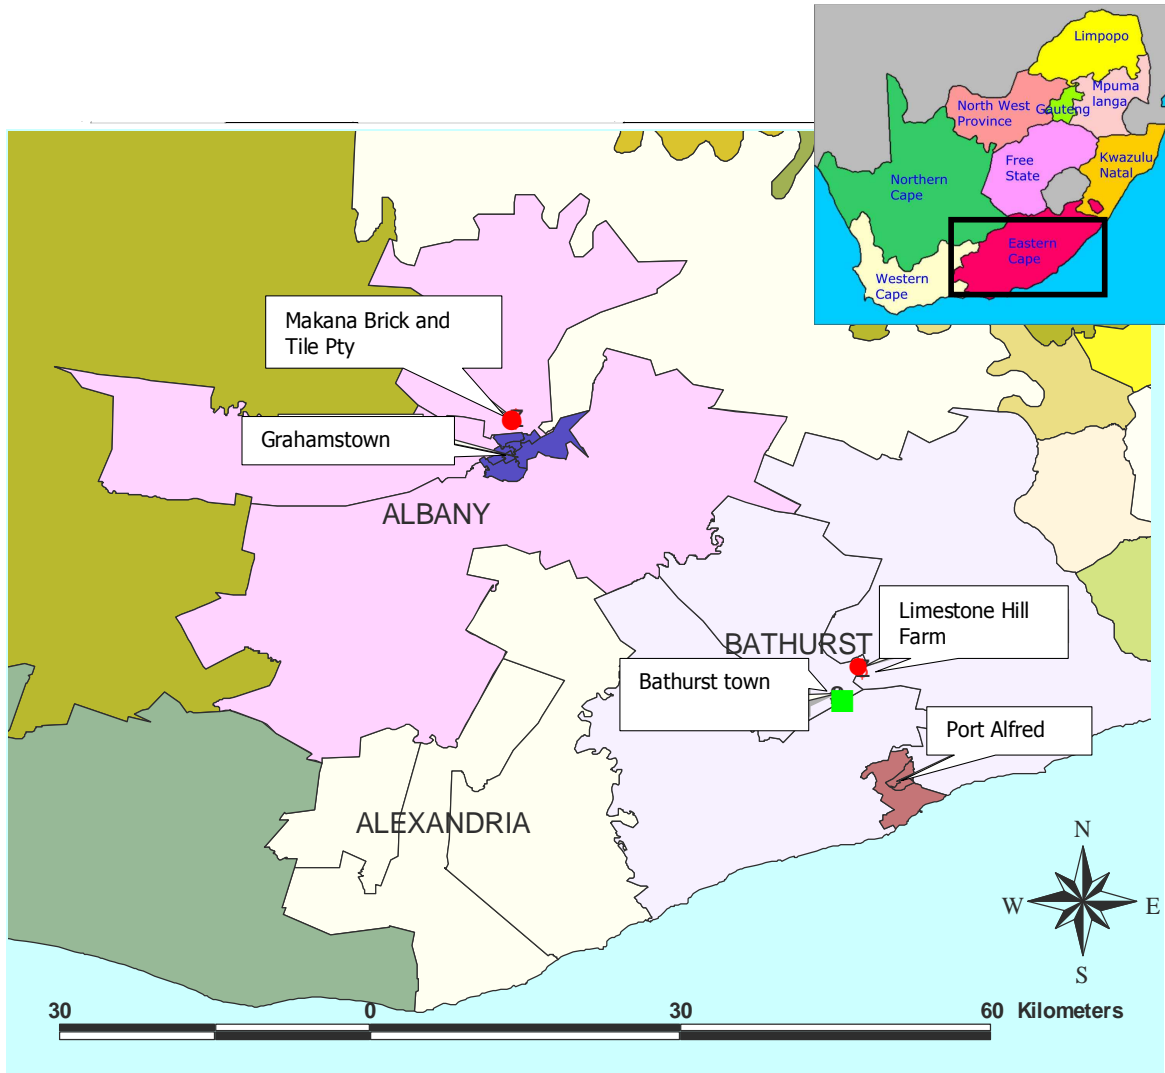 Limpopo
Mpuma
langa
North West
Province
Gauteng
Free
State
Kwazulu
Natal
Northern
Cape
Eastern
Cape
Western
Cape
Makana Brick and
Tile Pty
Grahamstown
ALBANY
Limestone Hill
Farm
BATHURST
Bathurst town
Port Alfred
ALEXANDRIA
N
W
E
S
30 0 30 60 Kilometers